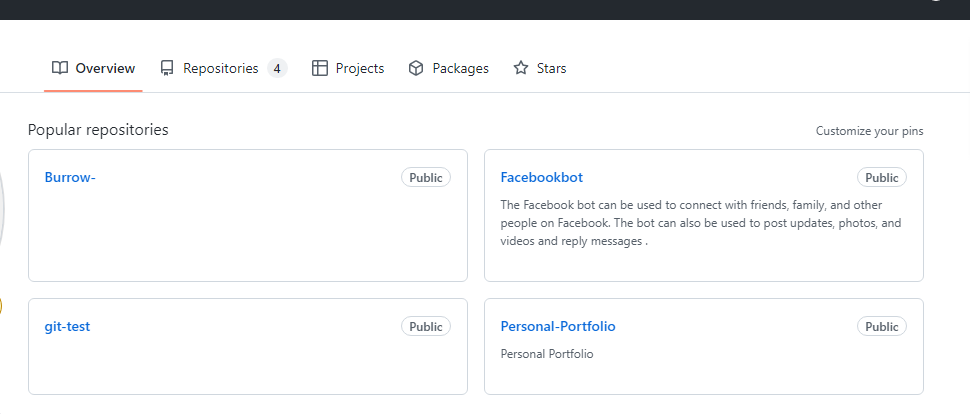 Overview Repositories 4 Projects Packages Stars
Popular repositories
Customize your pins
Burrow-
Public
Facebookbot
Public
The Facebook bot can be used to connect with friends, family, and other
people on Facebook. The bot can also be used to post updates, photos, and
videos and reply messages .
git-test
Public
Personal-Portfolio
Public
Personal Portfolio